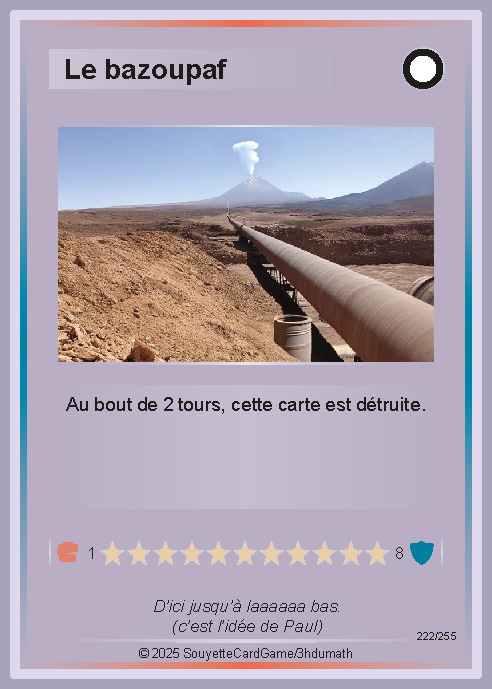 Le bazoupaf
Au bout de 2 tours, cette carte est détruite.
1 8
D'ici jusqu'à laaaaaa bas.
(c'est l'idée de Paul)
222/255
© 2025 SouyetteCardGame/3hdumath